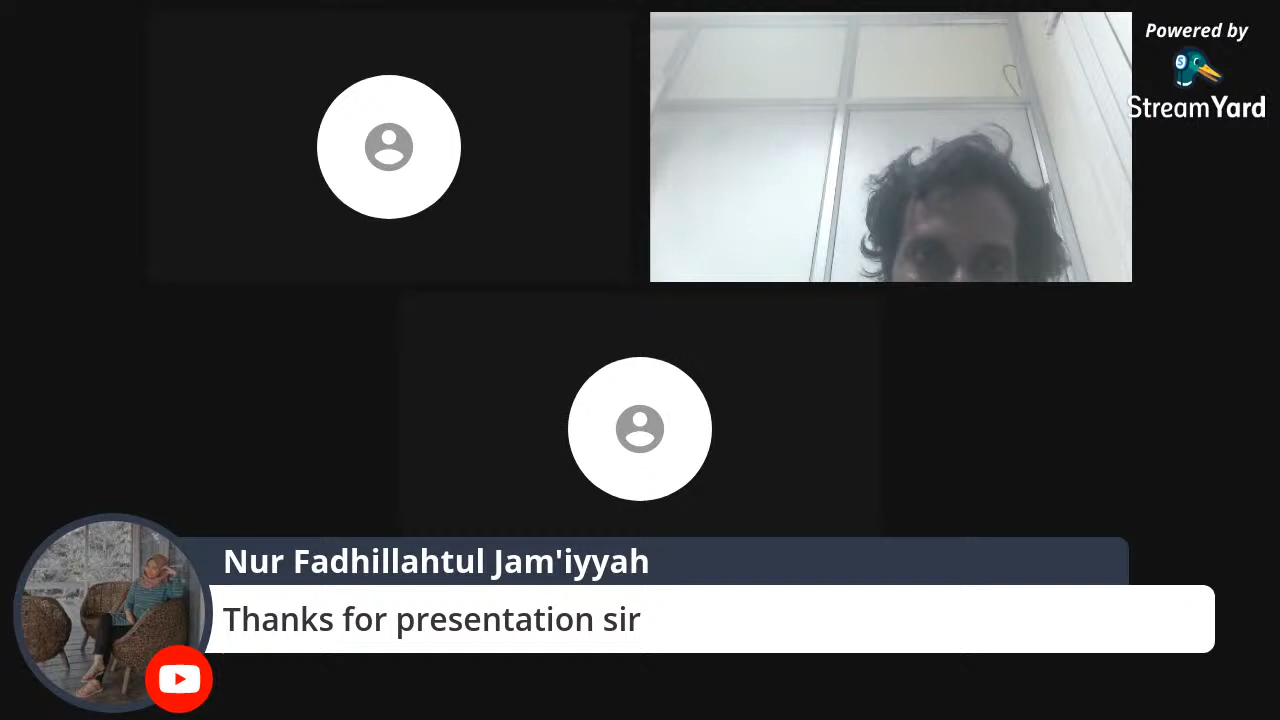 Powered by
StreamYard
Nur Fadhillahtul Jam'iyyah
Thanks for presentation sir